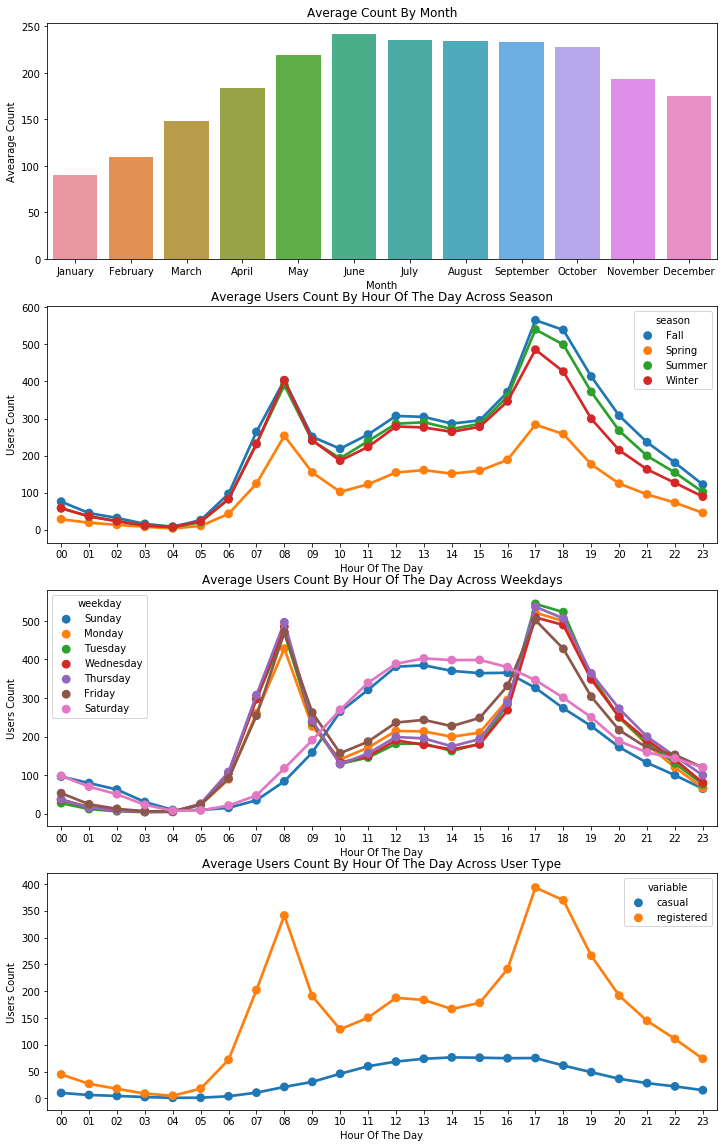 Average Count By Month
Avearage Count
250
200
150
100
50
0
January February March April May June July August September October November December
Month
Average Users Count By Hour Of The Day Across Season
Users Count
600
500
400
300
200
100
0
season
Fall
Spring
Summer
Winter
00 01 02 03 04 05 06 07 08 09 10 11 12 13 14 15 16 17 18 19 20 21 22 23
Hour Of The Day
Average Users Count By Hour Of The Day Across Weekdays
Users Count
500
400
300
200
100
0
weekday
Sunday
Monday
Tuesday
Wednesday
Thursday
Friday
Saturday
00 01 02 03 04 05 06 07 08 09 10 11 12 13 14 15 16 17 18 19 20 21 22 23
Hour Of The Day
Average Users Count By Hour Of The Day Across User Type
Users Count
400
350
300
250
200
150
100
50
0
variable
casual
registered
00 01 02 03 04 05 06 07 08 09 10 11 12 13 14 15 16 17 18 19 20 21 22 23
Hour Of The Day